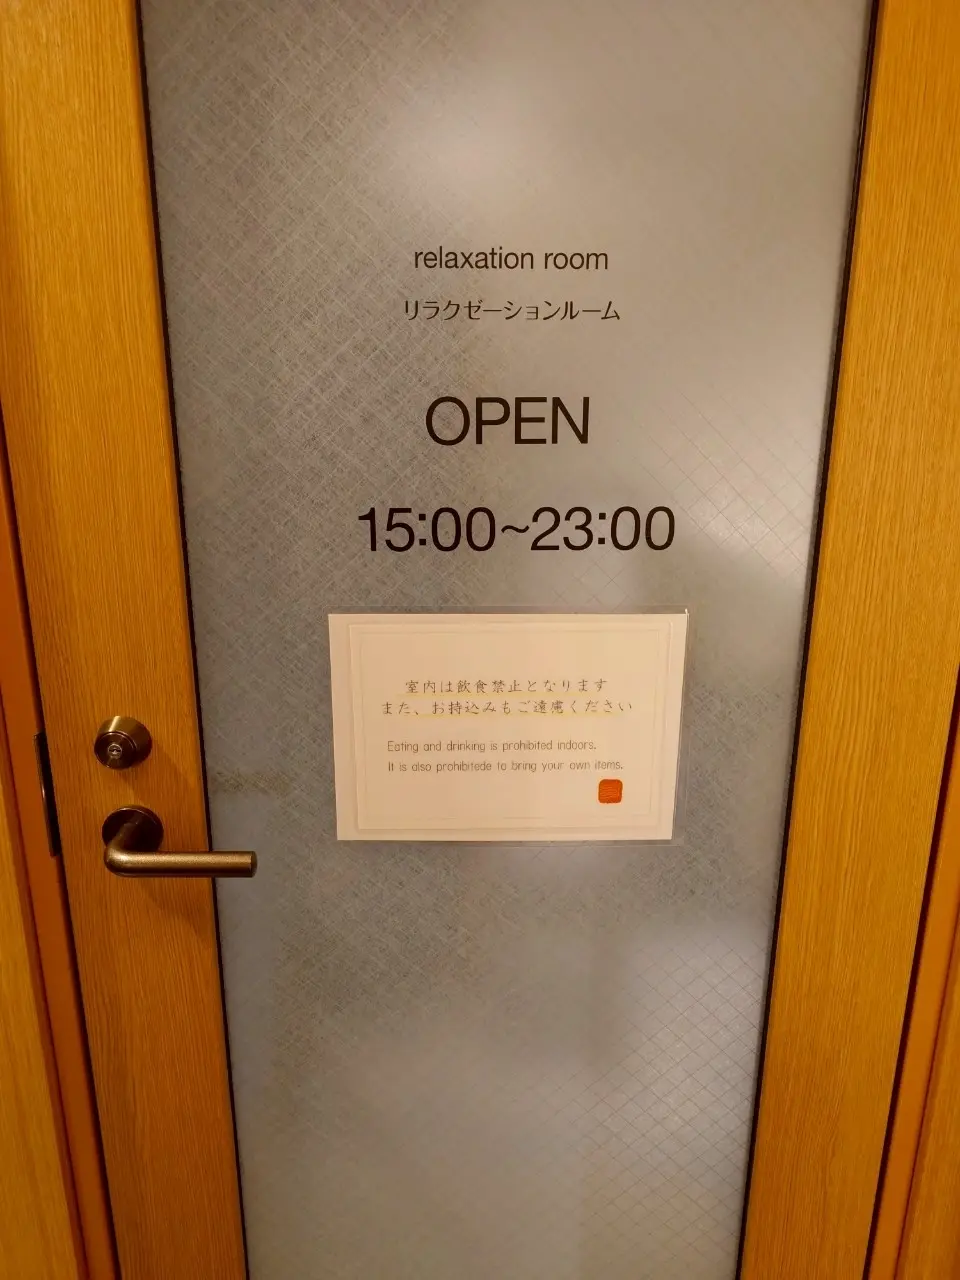 relaxation room
リラクゼーションルーム
OPEN
15:00~23:00
室内は飲食禁止となります
また、お持込みもご遠慮ください
Eating and drinking is prohibited indoors.
It is also prohibitede to bring your own items.